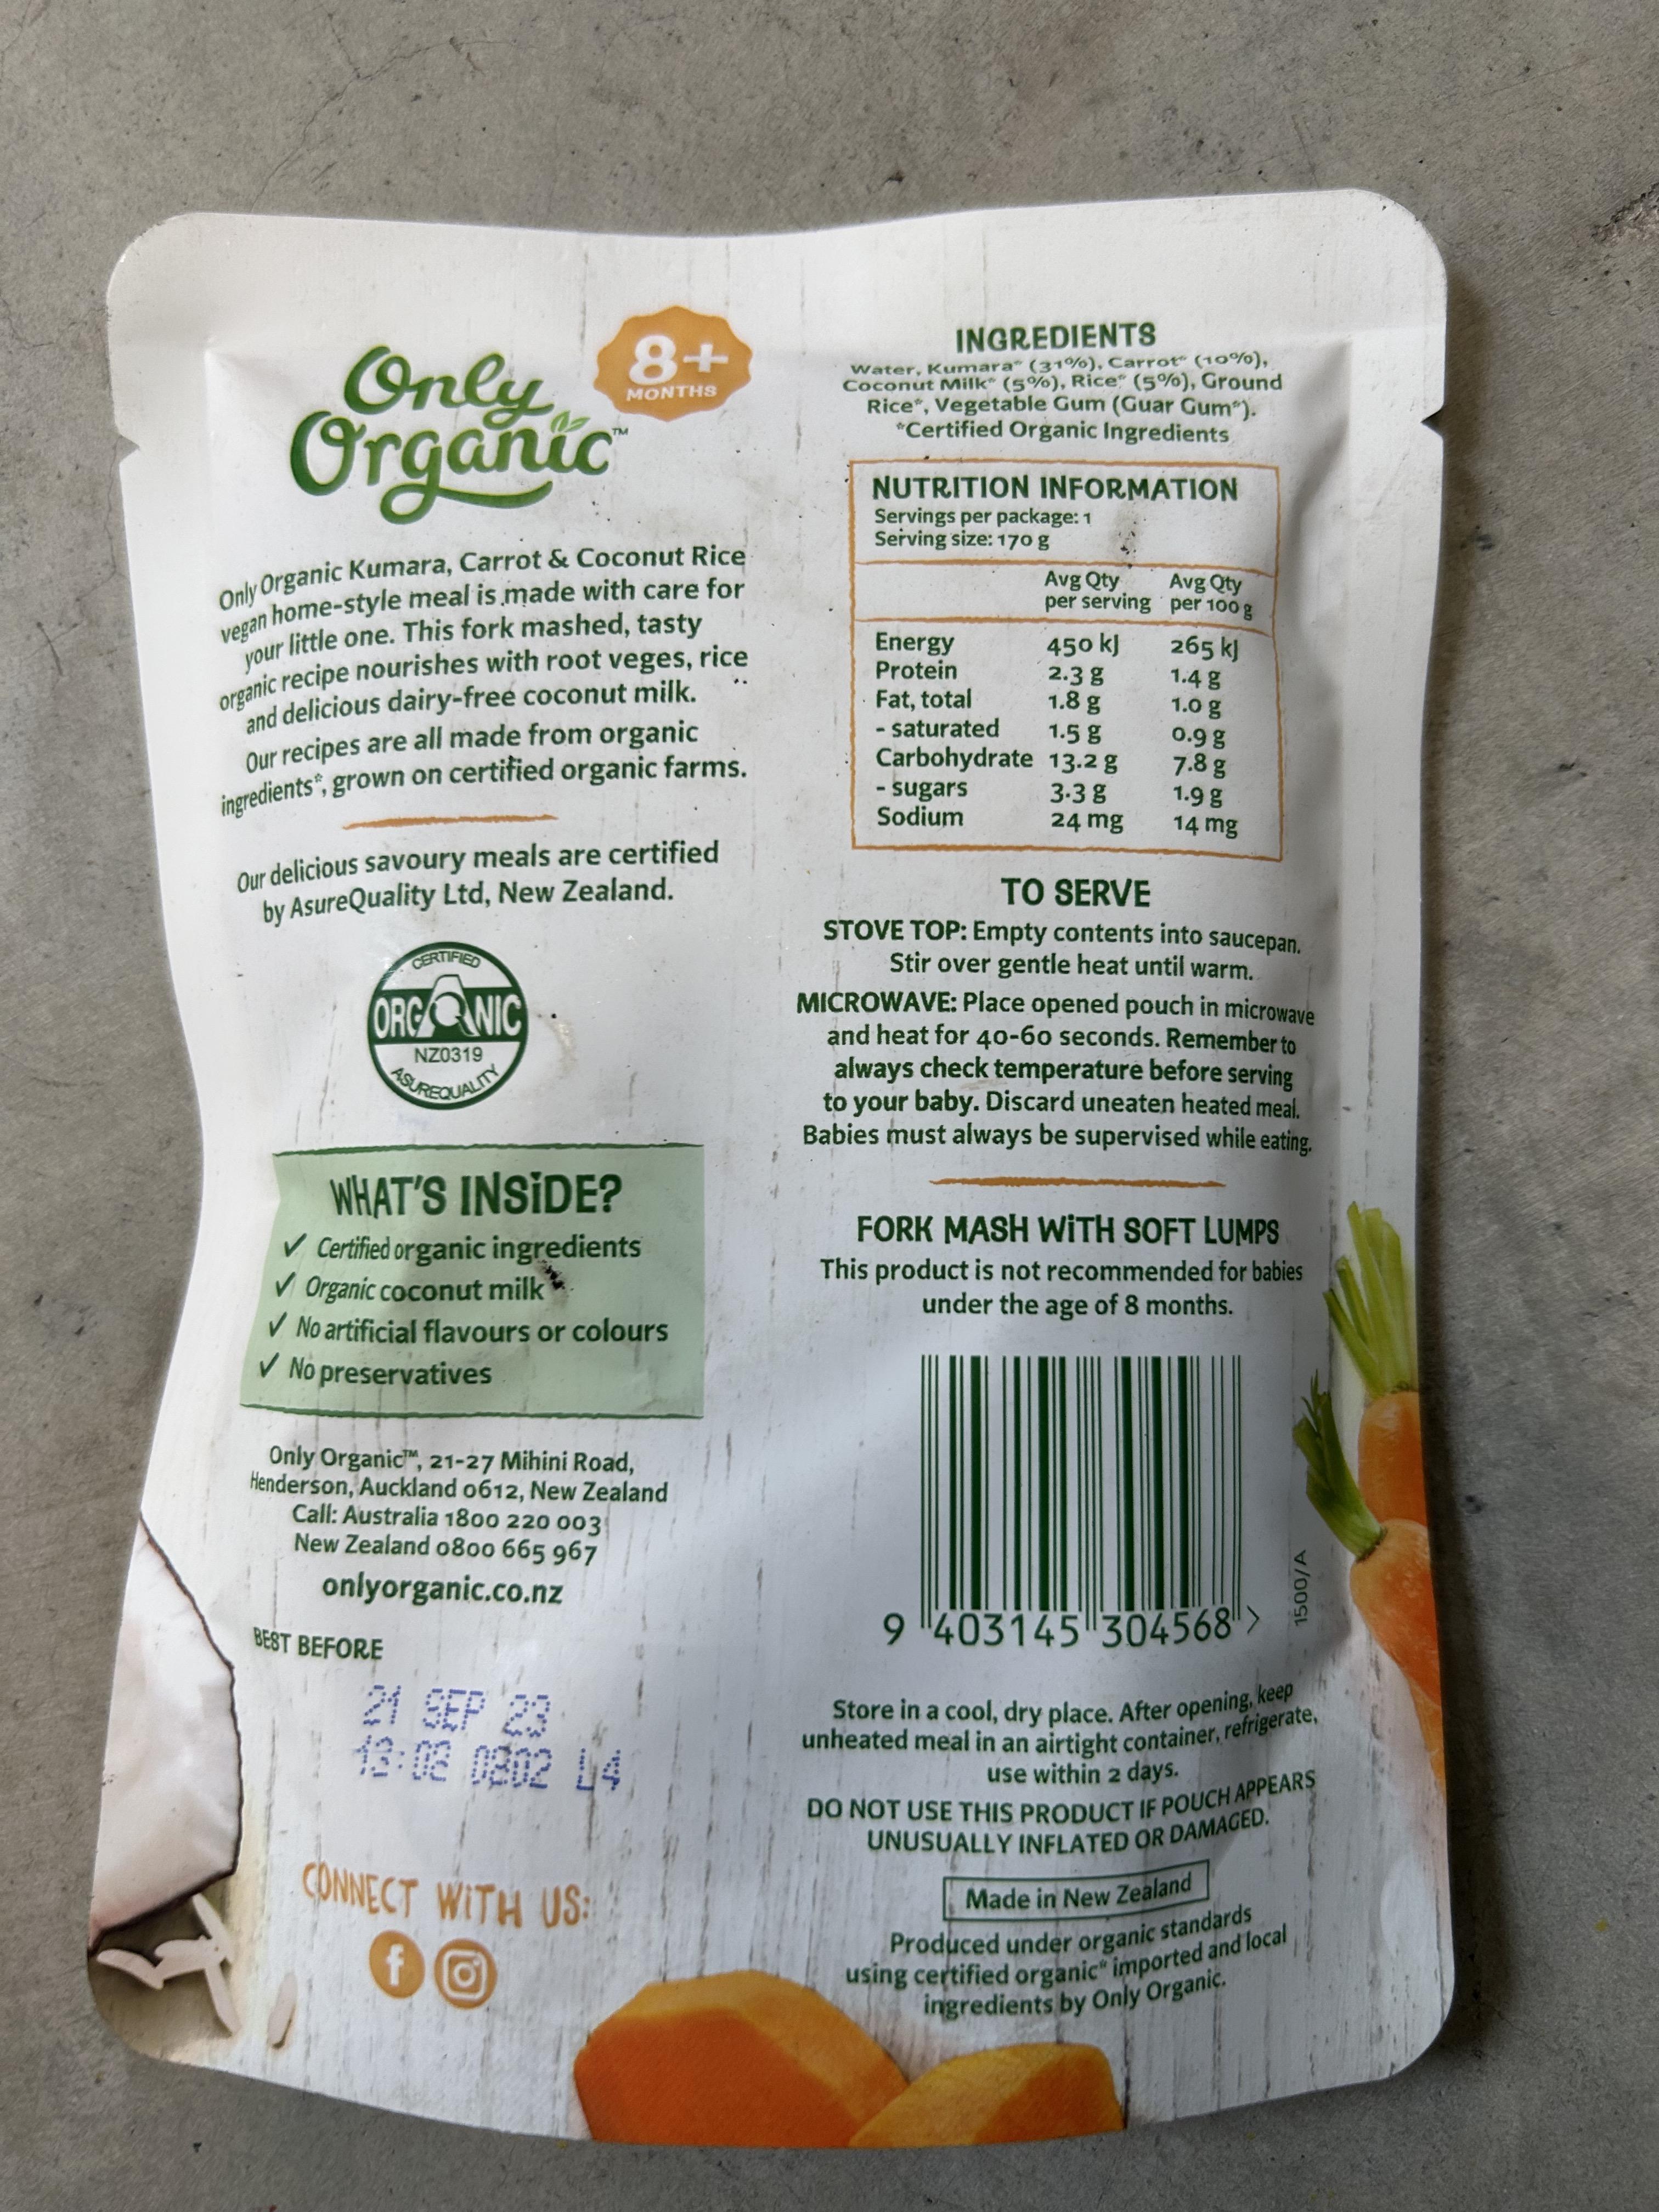 Only
Organic™
8+
MONTHS
Only Organic Kumara, Carrot & Coconut Rice
vegan home-style meal is made with care for
your little one. This fork mashed, tasty
organic recipe nourishes with root veges, rice
and delicious dairy-free coconut milk.
Our recipes are all made from organic
ingredients*, grown on certified organic farms.
Our delicious savoury meals are certified
by AsureQuality Ltd, New Zealand.
CERTIFIED
ORGANIC
NZ0319
ASUREQUALITY
WHAT'S INSiDE?
✓ Certified organic ingredients
✓ Organic coconut milk
✓ No artificial flavours or colours
✓ No preservatives
Only Organic™, 21-27 Mihini Road,
Henderson, Auckland 0612, New Zealand
Call: Australia 1800 220 003
New Zealand 0800 665 967
onlyorganic.co.nz
BEST BEFORE
21 SEP 23
13:02 0802 L4
CONNECT WiTH US:
INGREDIENTS
Water, Kumara* (31%), Carrot* (10%),
Coconut Milk* (5%), Rice* (5%), Ground
Rice*, Vegetable Gum (Guar Gum*).
*Certified Organic Ingredients
NUTRITION INFORMATION
Servings per package: 1
Serving size: 170 g
Avg Qty Avg Qty
per serving per 100 g
Energy 450 kJ 265 kJ
Protein 2.3 g 1.4 g
Fat, total 1.8 g 1.0 g
- saturated 1.5 g 0.9 g
Carbohydrate 13.2 g 7.8 g
- sugars 3.3 g 1.9 g
Sodium 24 mg 14 mg
TO SERVE
STOVE TOP: Empty contents into saucepan.
Stir over gentle heat until warm.
MICROWAVE: Place opened pouch in microwave
and heat for 40-60 seconds. Remember to
always check temperature before serving
to your baby. Discard uneaten heated meal.
Babies must always be supervised while eating.
FORK MASH WiTH SOFT LUMPS
This product is not recommended for babies
under the age of 8 months.
9 403145 304568 >
1500/A
Store in a cool, dry place. After opening, keep
unheated meal in an airtight container, refrigerate,
use within 2 days.
DO NOT USE THIS PRODUCT IF POUCH APPEARS
UNUSUALLY INFLATED OR DAMAGED.
Made in New Zealand
Produced under organic standards
using certified organic* imported and local
ingredients by Only Organic.